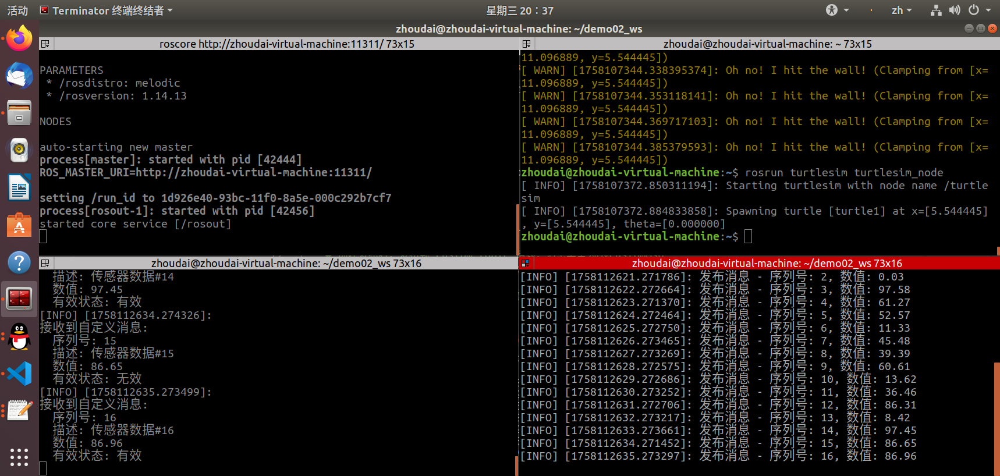 活动
Terminator 终端终结者
星期三 20：37
zh
zhoudai@zhoudai-virtual-machine: ~/demo02_ws
roscore http://zhoudai-virtual-machine:11311/ 73x15
PARAMETERS
* /rosdistro: melodic
* /rosversion: 1.14.13
NODES
auto-starting new master
process[master]: started with pid [42444]
ROS_MASTER_URI=http://zhoudai-virtual-machine:11311/
setting /run_id to 1d926e40-93bc-11f0-8a5e-000c292b7cf7
process[rosout-1]: started with pid [42456]
started core service [/rosout]
zhoudai@zhoudai-virtual-machine: ~ 73x15
11.096889, y=5.544445])
[ WARN] [1758107344.338395374]: Oh no! I hit the wall! (Clamping from [x=
11.096889, y=5.544445])
[ WARN] [1758107344.353118141]: Oh no! I hit the wall! (Clamping from [x=
11.096889, y=5.544445])
[ WARN] [1758107344.369717103]: Oh no! I hit the wall! (Clamping from [x=
11.096889, y=5.544445])
[ WARN] [1758107344.385379593]: Oh no! I hit the wall! (Clamping from [x=
11.096889, y=5.544445])
zhoudai@zhoudai-virtual-machine:~$ rosrun turtlesim turtlesim_node
[ INFO] [1758107372.850311194]: Starting turtlesim with node name /turtle
sim
[ INFO] [1758107372.884833858]: Spawning turtle [turtle1] at x=[5.544445]
, y=[5.544445], theta=[0.000000]
zhoudai@zhoudai-virtual-machine:~$
zhoudai@zhoudai-virtual-machine: ~/demo02_ws 73x16
描述: 传感器数据#14
数值: 97.45
有效状态: 有效
[INFO] [1758112634.274326]:
接收到自定义消息:
序列号: 15
描述: 传感器数据#15
数值: 86.65
有效状态: 无效
[INFO] [1758112635.273499]:
接收到自定义消息:
序列号: 16
描述: 传感器数据#16
数值: 86.96
有效状态: 有效
zhoudai@zhoudai-virtual-machine: ~/demo02_ws 73x16
[INFO] [1758112621.271786]: 发布消息 - 序列号: 2, 数值: 0.03
[INFO] [1758112622.272664]: 发布消息 - 序列号: 3, 数值: 97.58
[INFO] [1758112623.271370]: 发布消息 - 序列号: 4, 数值: 61.27
[INFO] [1758112624.272464]: 发布消息 - 序列号: 5, 数值: 52.57
[INFO] [1758112625.272750]: 发布消息 - 序列号: 6, 数值: 11.33
[INFO] [1758112626.273465]: 发布消息 - 序列号: 7, 数值: 45.48
[INFO] [1758112627.273269]: 发布消息 - 序列号: 8, 数值: 39.39
[INFO] [1758112628.272575]: 发布消息 - 序列号: 9, 数值: 60.61
[INFO] [1758112629.272686]: 发布消息 - 序列号: 10, 数值: 13.62
[INFO] [1758112630.273252]: 发布消息 - 序列号: 11, 数值: 36.46
[INFO] [1758112631.272706]: 发布消息 - 序列号: 12, 数值: 86.31
[INFO] [1758112632.273217]: 发布消息 - 序列号: 13, 数值: 8.42
[INFO] [1758112633.273661]: 发布消息 - 序列号: 14, 数值: 97.45
[INFO] [1758112634.271452]: 发布消息 - 序列号: 15, 数值: 86.65
[INFO] [1758112635.273297]: 发布消息 - 序列号: 16, 数值: 86.96